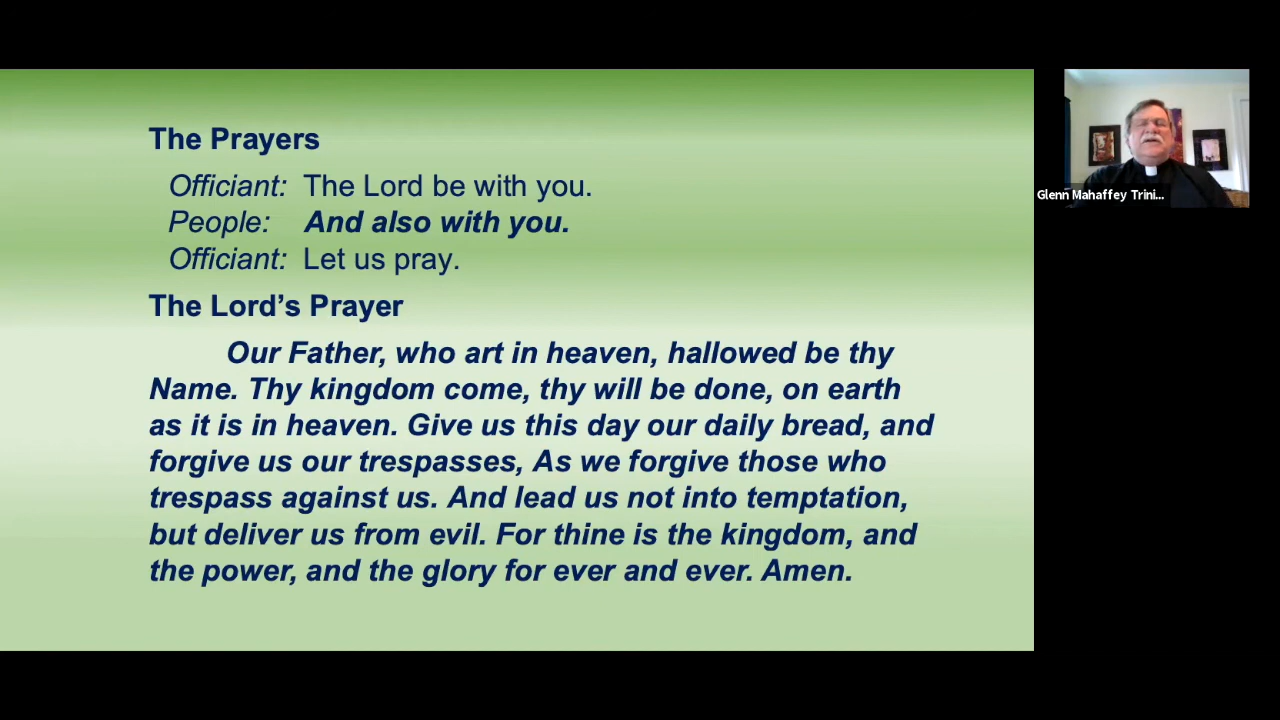 The Prayers
Officiant: The Lord be with you.
People: And also with you.
Officiant: Let us pray.
The Lord’s Prayer
Our Father, who art in heaven, hallowed be thy
Name. Thy kingdom come, thy will be done, on earth
as it is in heaven. Give us this day our daily bread, and
forgive us our trespasses, As we forgive those who
trespass against us. And lead us not into temptation,
but deliver us from evil. For thine is the kingdom, and
the power, and the glory for ever and ever. Amen.
Glenn Mahaffey Trini...